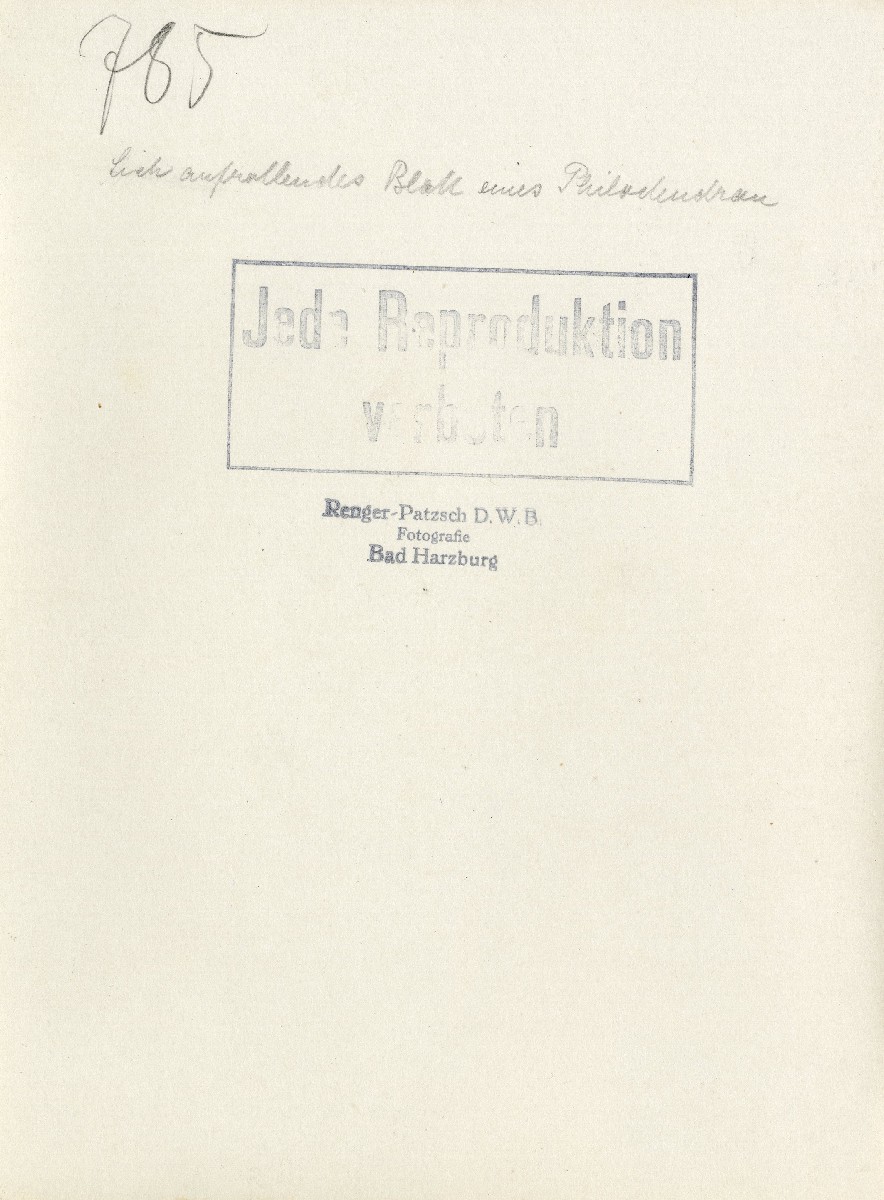 785
Sich aufrollendes Blatt eines Philodendron
Jede Reproduktion
verboten
Renger-Patzsch D.W.B.
Fotografie
Bad Harzburg